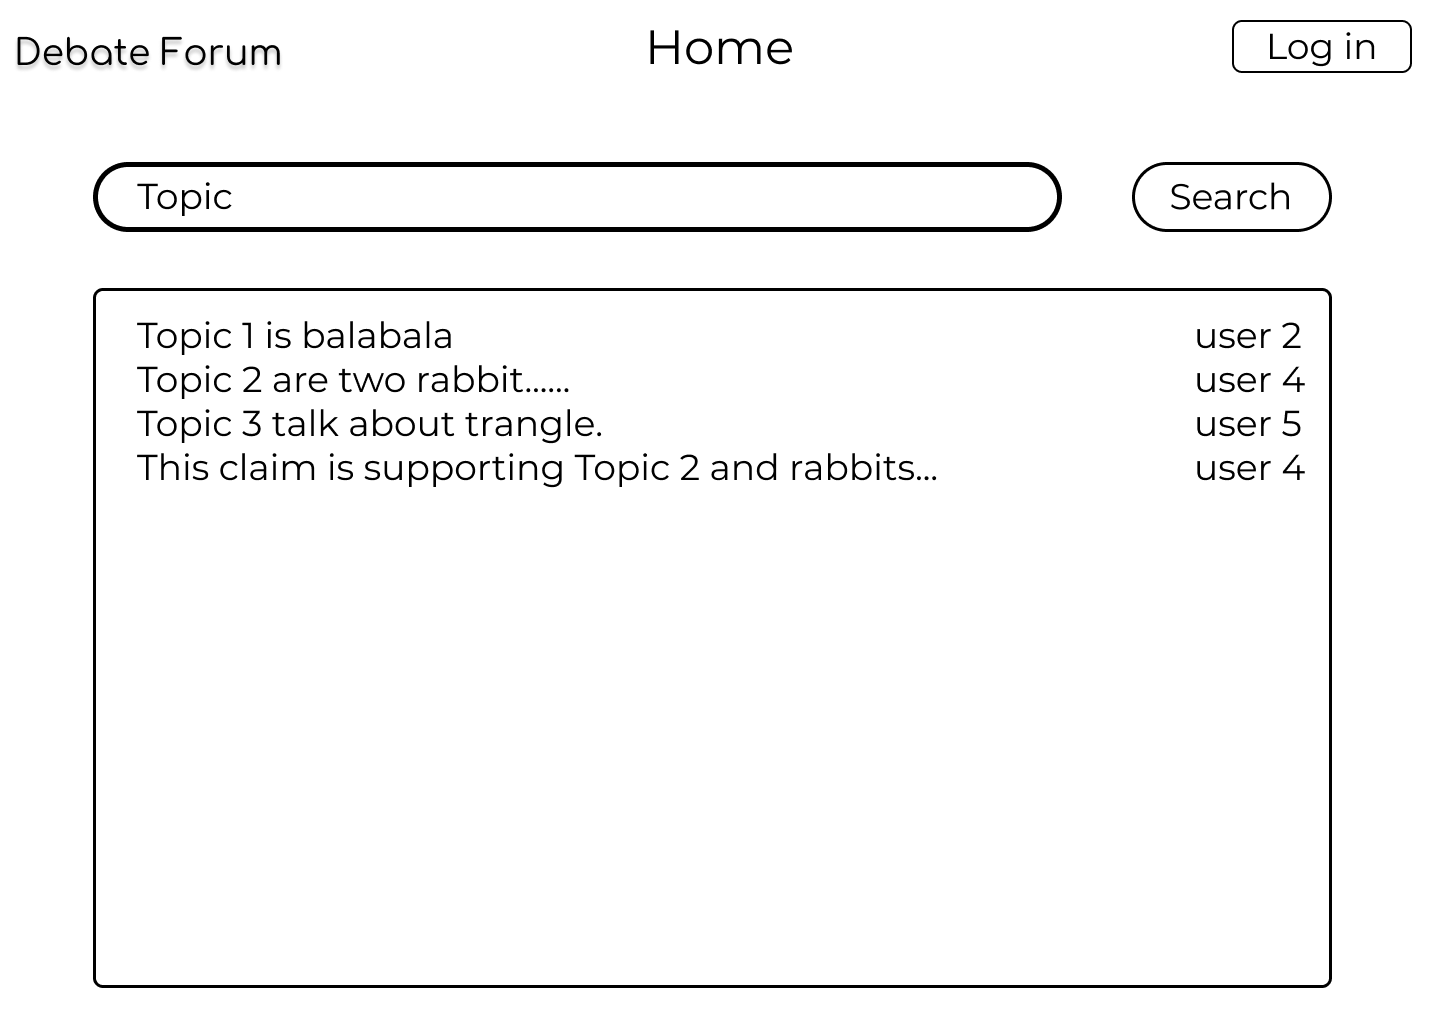 Debate Forum
Home
Log in
Topic
Search
Topic 1 is balabala user 2
Topic 2 are two rabbit...... user 4
Topic 3 talk about trangle. user 5
This claim is supporting Topic 2 and rabbits... user 4